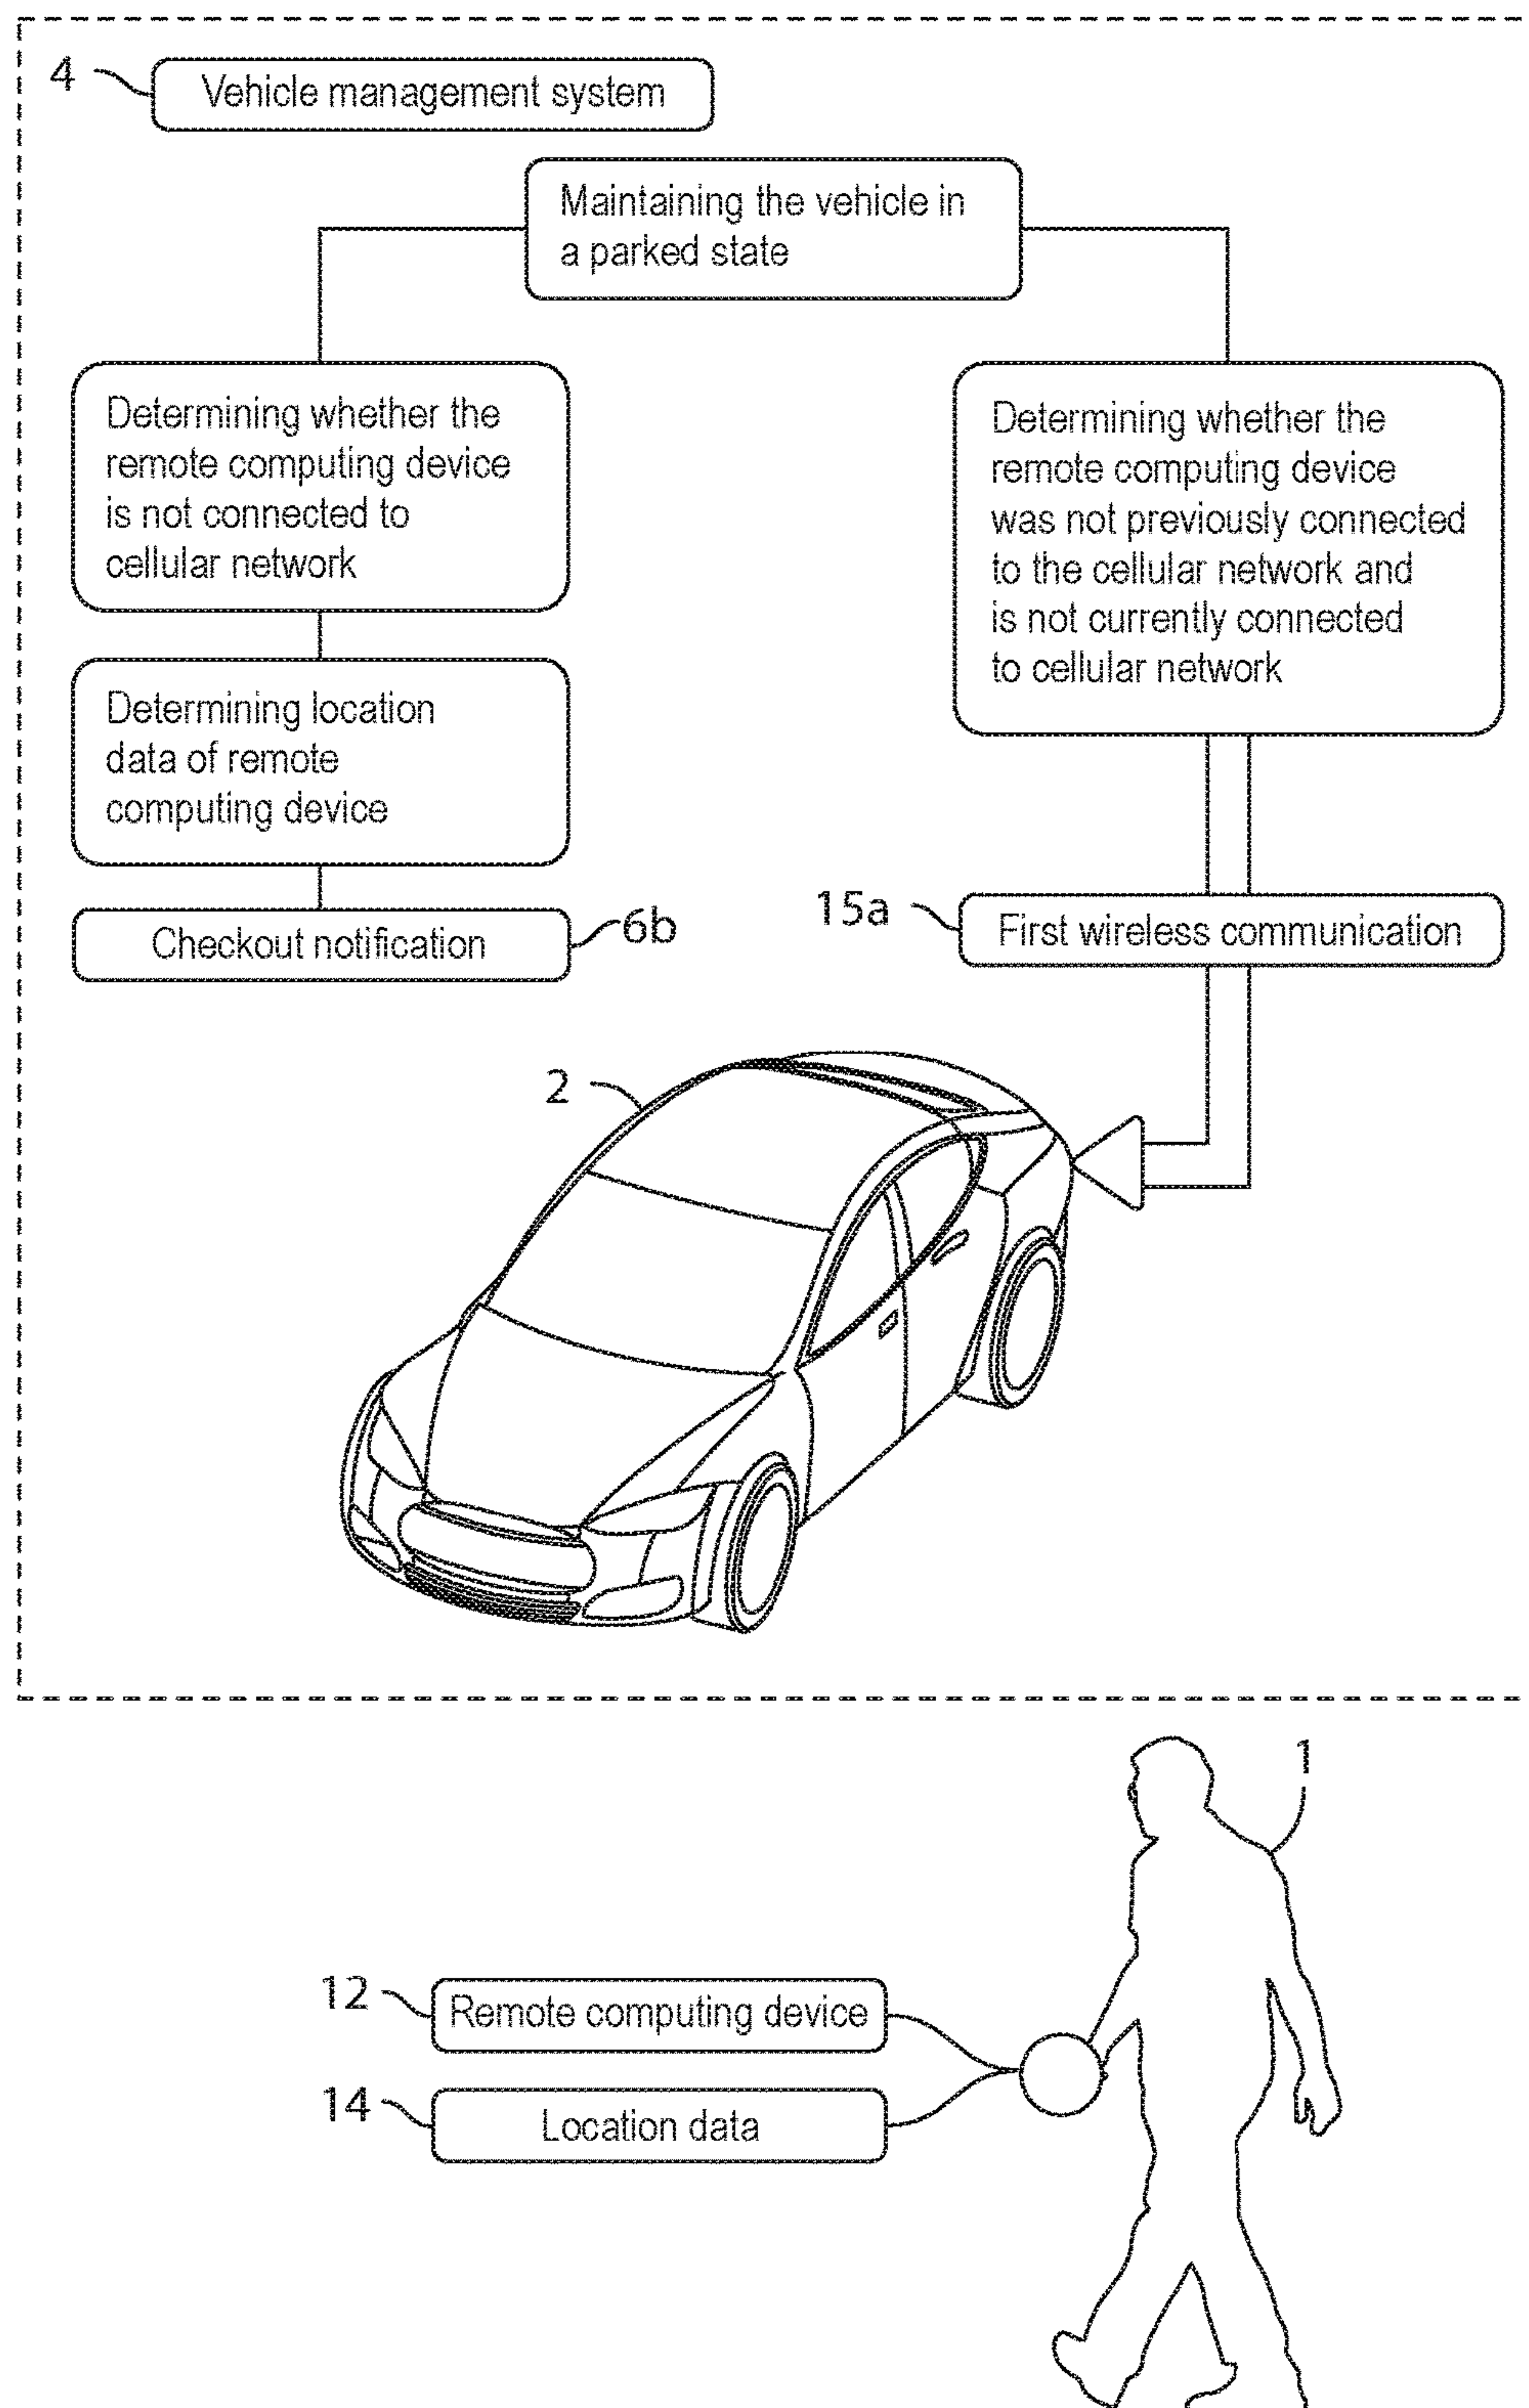 4
Vehicle management system
Maintaining the vehicle in
a parked state
Determining whether the
remote computing device
is not connected to
cellular network
Determining whether the
remote computing device
was not previously connected
to the cellular network and
is not currently connected
to cellular network
Determining location
data of remote
computing device
Checkout notification
6b
15a
First wireless communication
2
1
12
Remote computing device
14
Location data